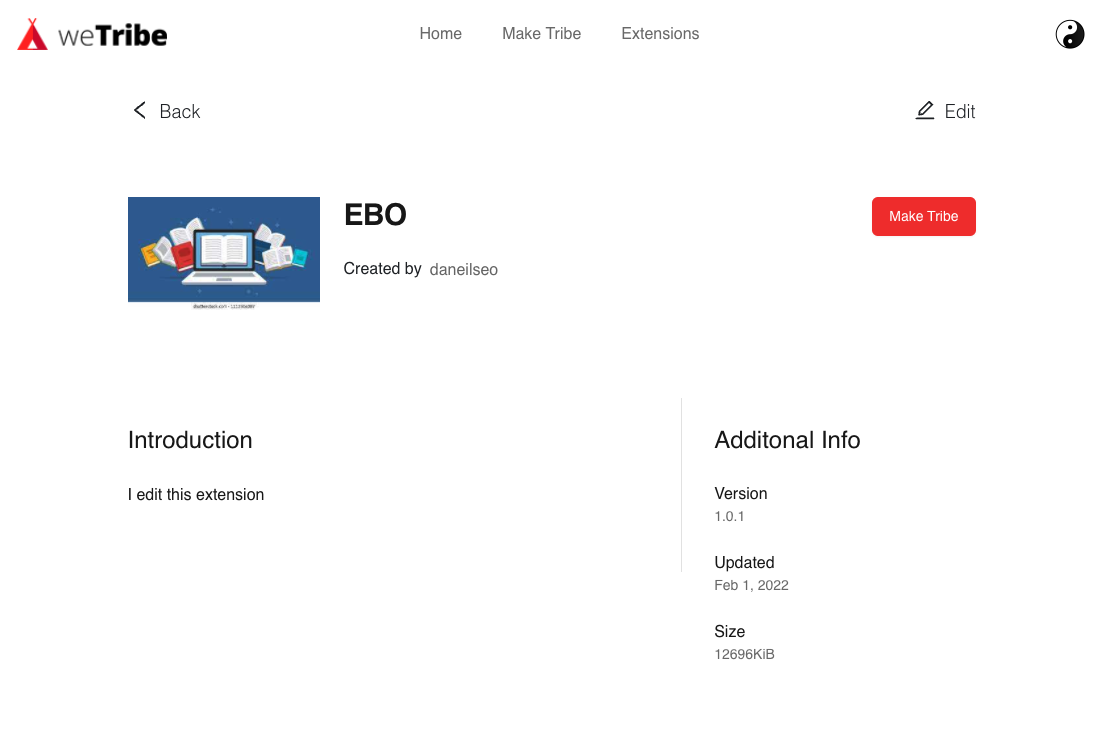 weTribe
Home Make Tribe Extensions
Back
Edit
EBO
Make Tribe
Created by daneilseo
Introduction
I edit this extension
Additonal Info
Version
1.0.1
Updated
Feb 1, 2022
Size
12696KiB